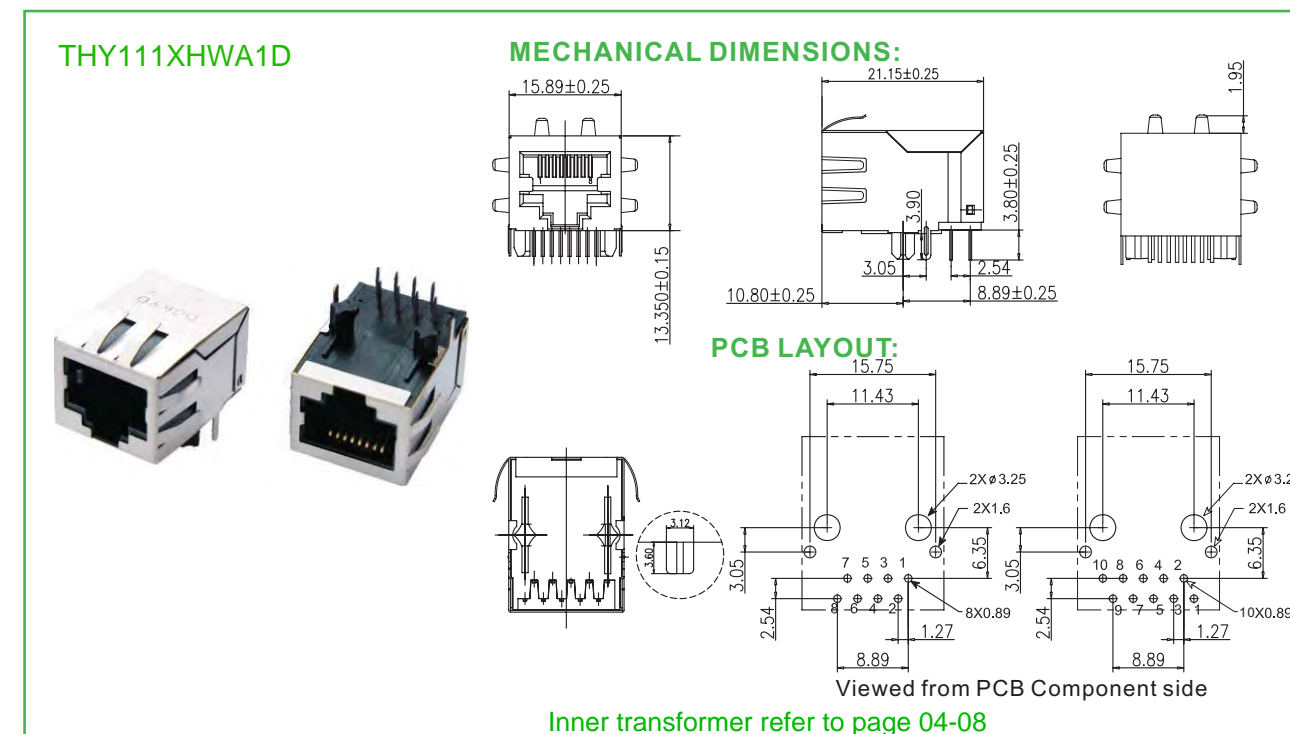 THY111XHWA1D
MECHANICAL DIMENSIONS:
15.89±0.25
13.350±0.15
21.15±0.25
3.90
3.80±0.25
3.05
2.54
10.80±0.25
8.89±0.25
1.95
PCB LAYOUT:
3.12
3.60
15.75
11.43
2Xø3.25
2X1.6
3.05
6.35
7 5 3 1
8 6 4 2
8X0.89
2.54
1.27
8.89
15.75
11.43
2Xø3.2
2X1.6
3.05
6.35
10 8 6 4 2
9 7 5 3 1
10X0.89
2.54
1.27
8.89
Viewed from PCB Component side
Inner transformer refer to page 04-08